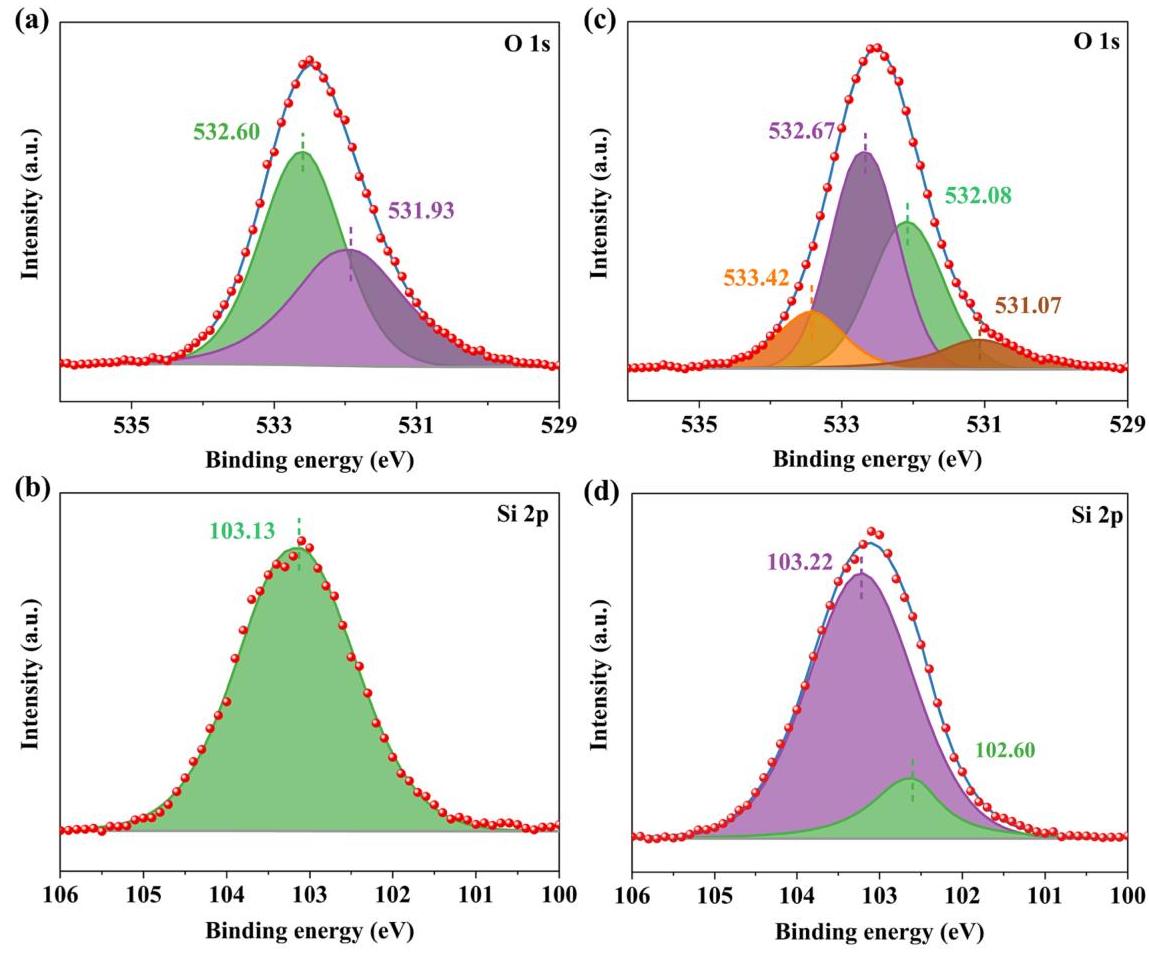 (a)
O 1s
532.60
531.93
Intensity (a.u.)
535 533 531 529
Binding energy (eV)
(c)
O 1s
532.67
532.08
533.42
531.07
Intensity (a.u.)
535 533 531 529
Binding energy (eV)
(b)
Si 2p
103.13
Intensity (a.u.)
106 105 104 103 102 101 100
Binding energy (eV)
(d)
Si 2p
103.22
102.60
Intensity (a.u.)
106 105 104 103 102 101 100
Binding energy (eV)